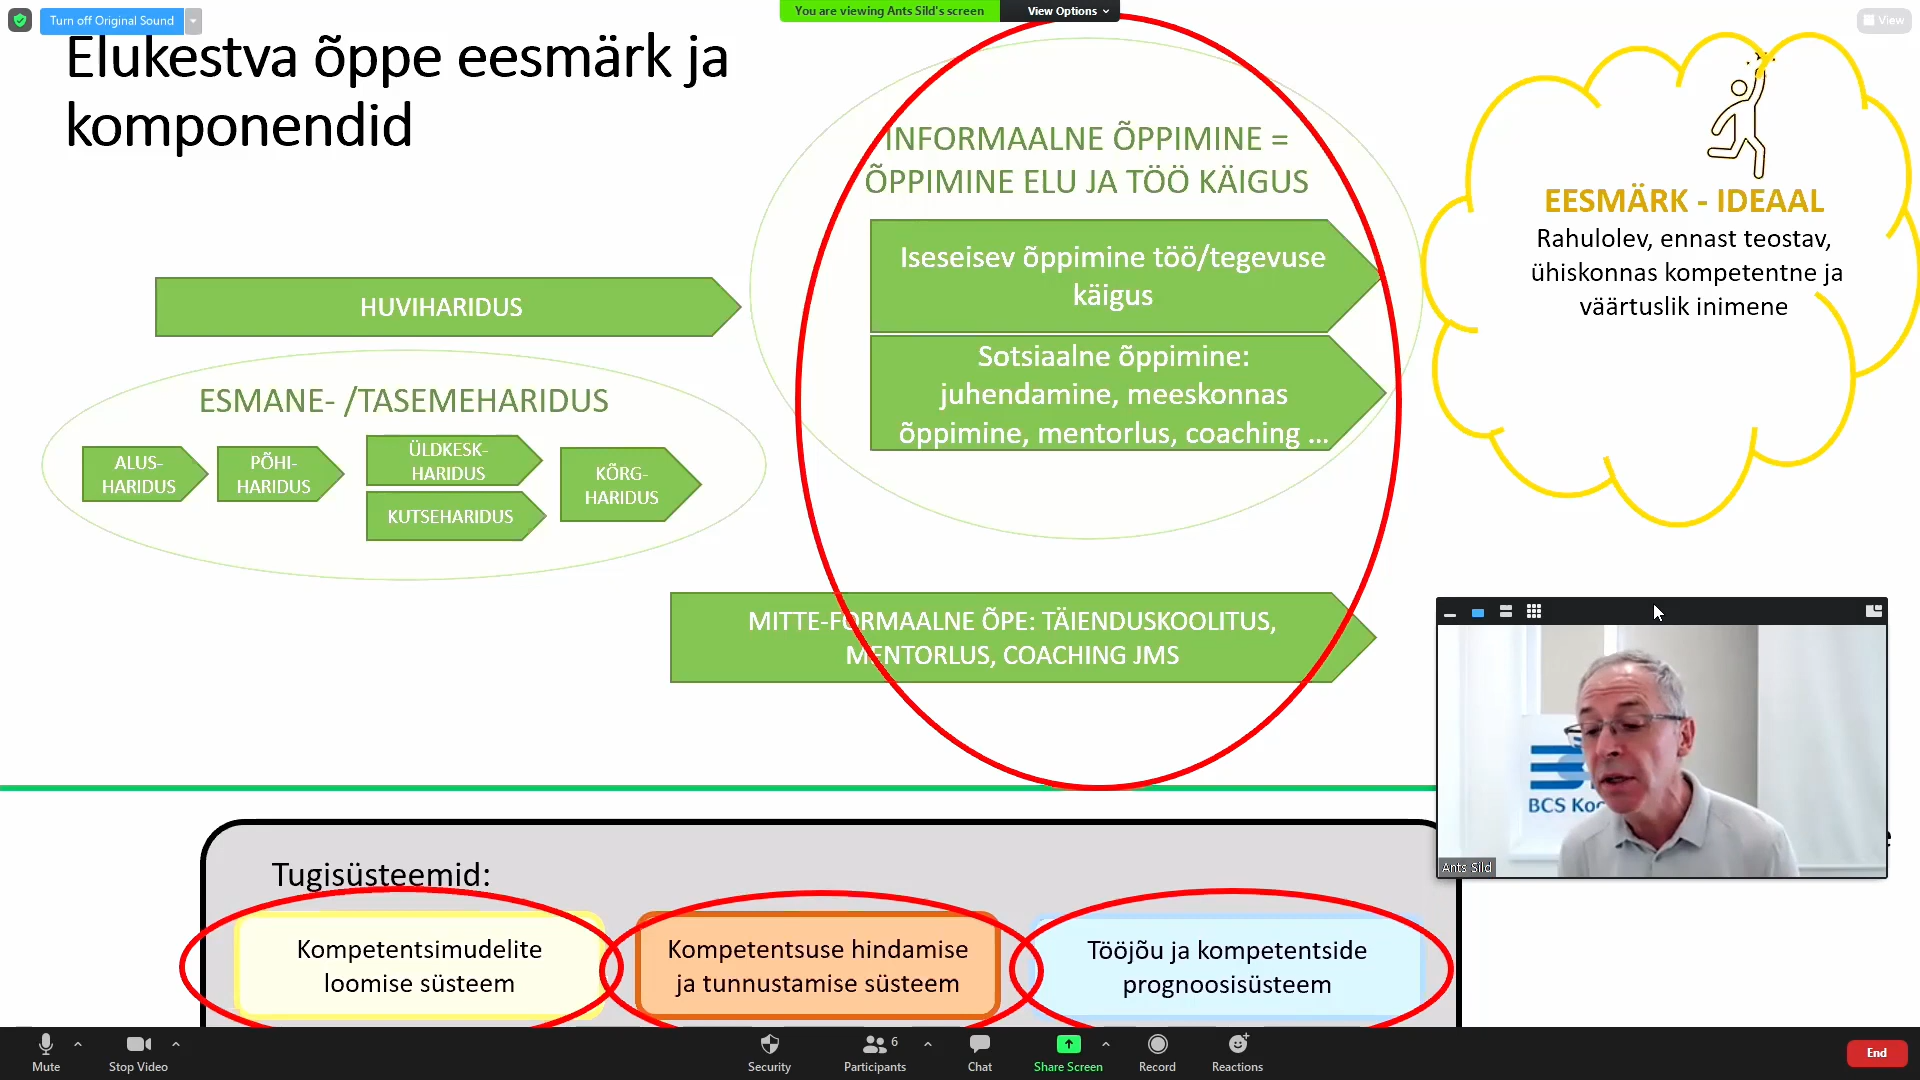 Turn off Original Sound
You are viewing Ants Sild's screen
View Options
View
Elukestva õppe eesmärk ja
komponendid
INFORMAALNE ÕPPIMINE =
ÕPPIMINE ELU JA TÖÖ KÄIGUS
Iseseisev õppimine töö/tegevuse
käigus
Sotsiaalne õppimine:
juhendamine, meeskonnas
õppimine, mentorlus, coaching ...
EESMÄRK - IDEAAL
Rahulolev, ennast teostav,
ühiskonnas kompetentne ja
väärtuslik inimene
HUVIHARIDUS
ESMANE- /TASEMEHARIDUS
ALUS-
HARIDUS
PÕHI-
HARIDUS
ÜLDKESK-
HARIDUS
KUTSEHARIDUS
KÕRG-
HARIDUS
MITTE-FORMAALNE ÕPE: TÄIENDUSKOOLITUS,
MENTORLUS, COACHING JMS
BCS
Ants Sild
Tugisüsteemid:
Kompetentsimudelite
loomise süsteem
Kompetentsuse hindamise
ja tunnustamise süsteem
Tööjõu ja kompetentside
prognoosisüsteem
Mute
Stop Video
Security
Participants
6
Chat
Share Screen
Record
Reactions
End